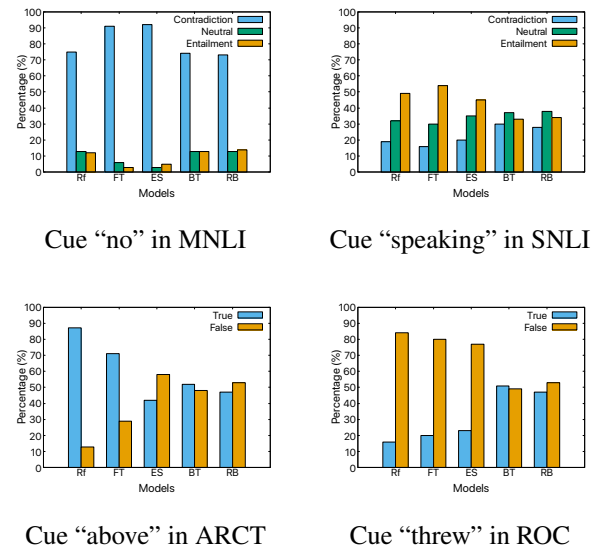 100
90
80
70
60
50
40
30
20
10
0
Percentage (%)
Contradiction
Neutral
Entailment
Rf FT ES BT RB
Models
Cue “no” in MNLI
100
90
80
70
60
50
40
30
20
10
0
Percentage (%)
Contradiction
Neutral
Entailment
Rf FT ES BT RB
Models
Cue “speaking” in SNLI
100
90
80
70
60
50
40
30
20
10
0
Percentage (%)
True
False
Rf FT ES BT RB
Models
Cue “above” in ARCT
100
90
80
70
60
50
40
30
20
10
0
Percentage (%)
True
False
Rf FT ES BT RB
Models
Cue “threw” in ROC